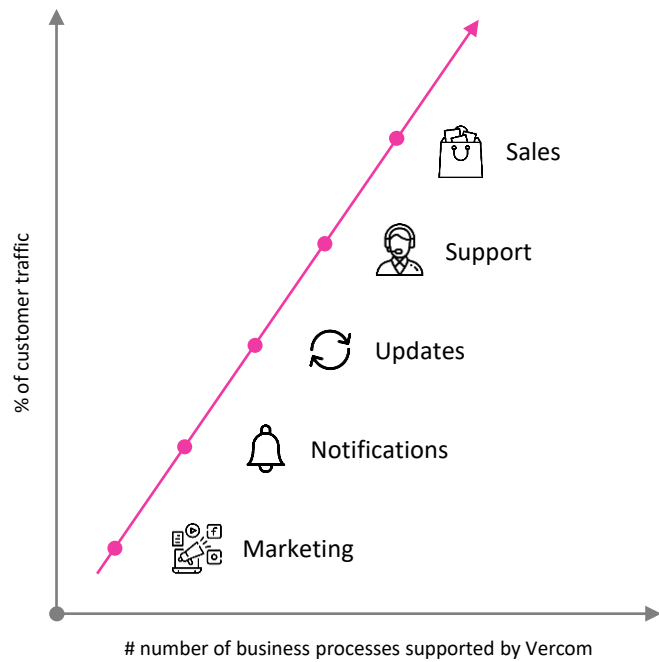 Sales
Support
Updates
Notifications
Marketing
% of customer traffic
# number of business processes supported by Vercom